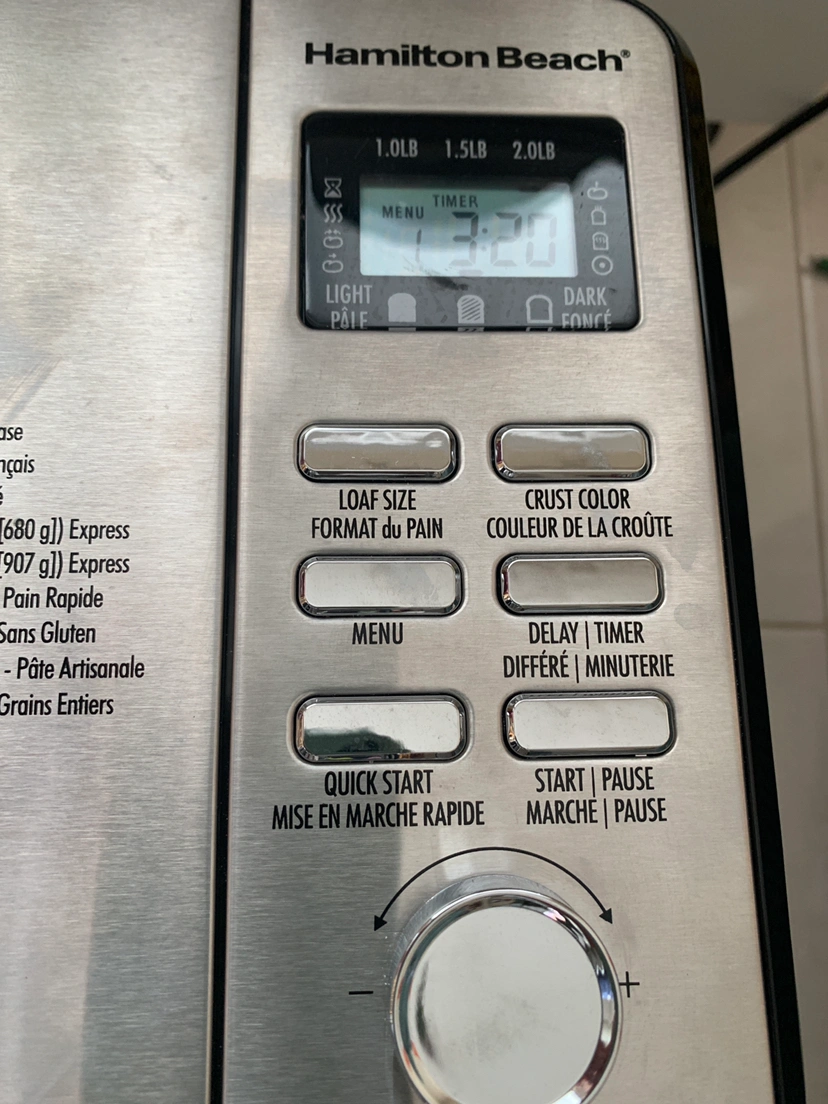 Hamilton Beach®
1.0LB 1.5LB 2.0LB
TIMER
MENU
1 3:20
LIGHT DARK
PÂLE FONCÉ
ase
nçais
é
[680 g]) Express
[907 g]) Express
Pain Rapide
Sans Gluten
- Pâte Artisanale
Grains Entiers
LOAF SIZE
FORMAT du PAIN
CRUST COLOR
COULEUR DE LA CROÛTE
MENU
DELAY | TIMER
DIFFÉRÉ | MINUTERIE
QUICK START
MISE EN MARCHE RAPIDE
START | PAUSE
MARCHE | PAUSE
− +